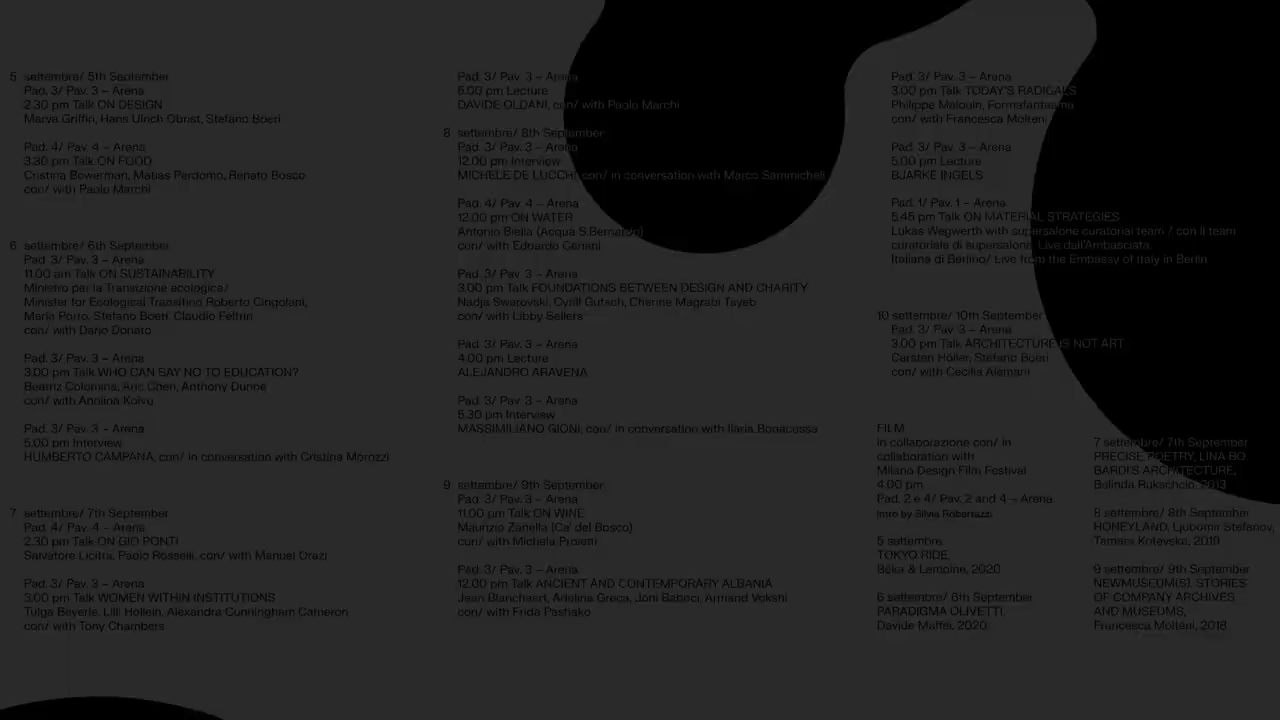 5 settembre/ 5th September
Pad. 3/ Pav. 3 – Arena
2.30 pm Talk ON DESIGN
Marva Griffin, Hans Ulrich Obrist, Stefano Boeri
Pad. 4/ Pav. 4 – Arena
3.30 pm Talk ON FOOD
Cristina Bowerman, Matias Perdomo, Renato Bosco
con/ with Paolo Marchi
6 settembre/ 6th September
Pad. 3/ Pav. 3 – Arena
11.00 am Talk ON SUSTAINABILITY
Ministro per la Transizione ecologica/
Minister for Ecological Transition Roberto Cingolani,
Maria Porro, Stefano Boeri, Claudio Feltrin
con/ with Dario Donato
Pad. 3/ Pav. 3 – Arena
3.00 pm Talk WHO CAN SAY NO TO EDUCATION?
Beatriz Colomina, Aric Chen, Anthony Dunne
con/ with Anniina Koivu
Pad. 3/ Pav. 3 – Arena
5.00 pm Interview
HUMBERTO CAMPANA, con/ in conversation with Cristina Morozzi
7 settembre/ 7th September
Pad. 4/ Pav. 4 – Arena
2.30 pm Talk ON GIO PONTI
Salvatore Licitra, Paolo Rosselli, con/ with Manuel Orazi
Pad. 3/ Pav. 3 – Arena
3.00 pm Talk WOMEN WITHIN INSTITUTIONS
Tulga Beyerle, Lilli Hollein, Alexandra Cunningham Cameron
con/ with Tony Chambers
Pad. 3/ Pav. 3 – Arena
6.00 pm Lecture
DAVIDE OLDANI, con/ with Paolo Marchi
8 settembre/ 8th September
Pad. 3/ Pav. 3 – Arena
12.00 pm Interview
MICHELE DE LUCCHI, con/ in conversation with Marco Sammicheli
Pad. 4/ Pav. 4 – Arena
12.00 pm ON WATER
Antonio Biella (Acqua S.Bernardo)
con/ with Edoardo
Pad. 3/ Pav. 3 – Arena
3.00 pm Talk FOUNDATIONS BETWEEN DESIGN AND CHARITY
Nadja Swarovski, Cyrill Gutsch, Cherine Magrabi Tayeb
con/ with Libby Sellers
Pad. 3/ Pav. 3 – Arena
4.00 pm Lecture
ALEJANDRO ARAVENA
Pad. 3/ Pav. 3 – Arena
5.30 pm Interview
MASSIMILIANO GIONI, con/ in conversation with Ilaria Bonacossa
9 settembre/ 9th September
Pad. 3/ Pav. 3 – Arena
11.00 pm Talk ON WINE
Maurizio Zanella (Ca' del Bosco)
con/ with Michela Proietti
Pad. 3/ Pav. 3 – Arena
12.00 pm Talk ANCIENT AND CONTEMPORARY ALBANIA
Jean Blanchaert, Adelina Greca, Joni Baboci, Armand Vokshi
con/ with Frida Pashako
Pad. 3/ Pav. 3 – Arena
3.00 pm Talk TODAY'S RADICALS
Philippe Malouin, Formafantasma
con/ with Francesca Molteni
Pad. 3/ Pav. 3 – Arena
5.00 pm Lecture
BJARKE INGELS
Pad. 1/ Pav. 1 – Arena
5.45 pm Talk ON MATERIAL STRATEGIES
Lukas Wegwerth with supersalone curatorial team / con il team
curatoriale di supersalone. Live dall'Ambasciata
Italiana di Berlino/ Live from the Embassy of Italy in Berlin
10 settembre/ 10th September
Pad. 3/ Pav. 3 – Arena
3.00 pm Talk ARCHITECTURE IS NOT ART
Carsten Höller, Stefano Boeri
con/ with Cecilia Alemani
FILM
in collaborazione con/ in
collaboration with
Milano Design Film Festival
4.00 pm
Pad. 2 e 4/ Pav. 2 and 4 – Arena
Intro by Silvia Robertazzi
5 settembre
TOKYO RIDE,
Bêka & Lemoine, 2020
6 settembre/ 6th September
PARADIGMA OLIVETTI,
Davide Maffei, 2020
7 settembre/ 7th September
PRECISE POETRY, LINA BO
BARDI'S ARCHITECTURE,
Belinda Rukschcio, 2013
8 settembre/ 8th September
HONEYLAND, Ljubomir Stefanov,
Tamara Kotevska, 2019
9 settembre/ 9th September
NEWMUSEUM(S). STORIES
OF COMPANY ARCHIVES
AND MUSEUMS,
Francesca Molteni, 2018